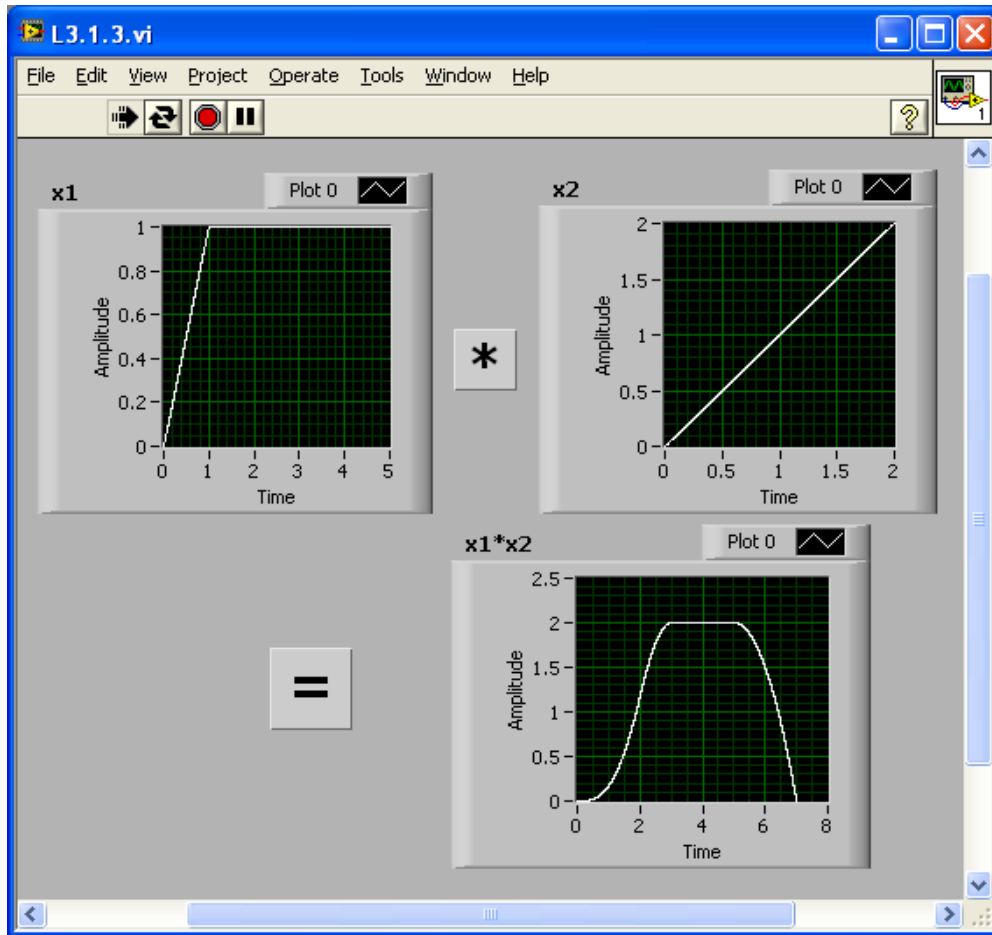 L3.1.3.vi
File Edit View Project Operate Tools Window Help
?
1
x1
Plot 0
1
0.8
0.6
0.4
0.2
0
Amplitude
0 1 2 3 4 5
Time
*
x2
Plot 0
2
1.5
1
0.5
0
Amplitude
0 0.5 1 1.5 2
Time
=
x1*x2
Plot 0
2.5
2
1.5
1
0.5
0
Amplitude
0 2 4 6 8
Time